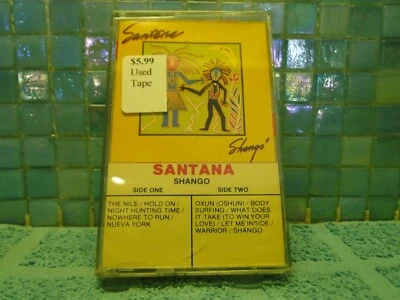 Santana
$5.99
Used
Tape
Shangó
SANTANA
SHANGO
SIDE ONE
THE NILE / HOLD ON /
NIGHT HUNTING TIME /
NOWHERE TO RUN /
NUEVA YORK
SIDE TWO
OXUN (OSHUN) / BODY
SURFING / WHAT DOES
IT TAKE (TO WIN YOUR
LOVE) / LET ME INSIDE /
WARRIOR / SHANGO